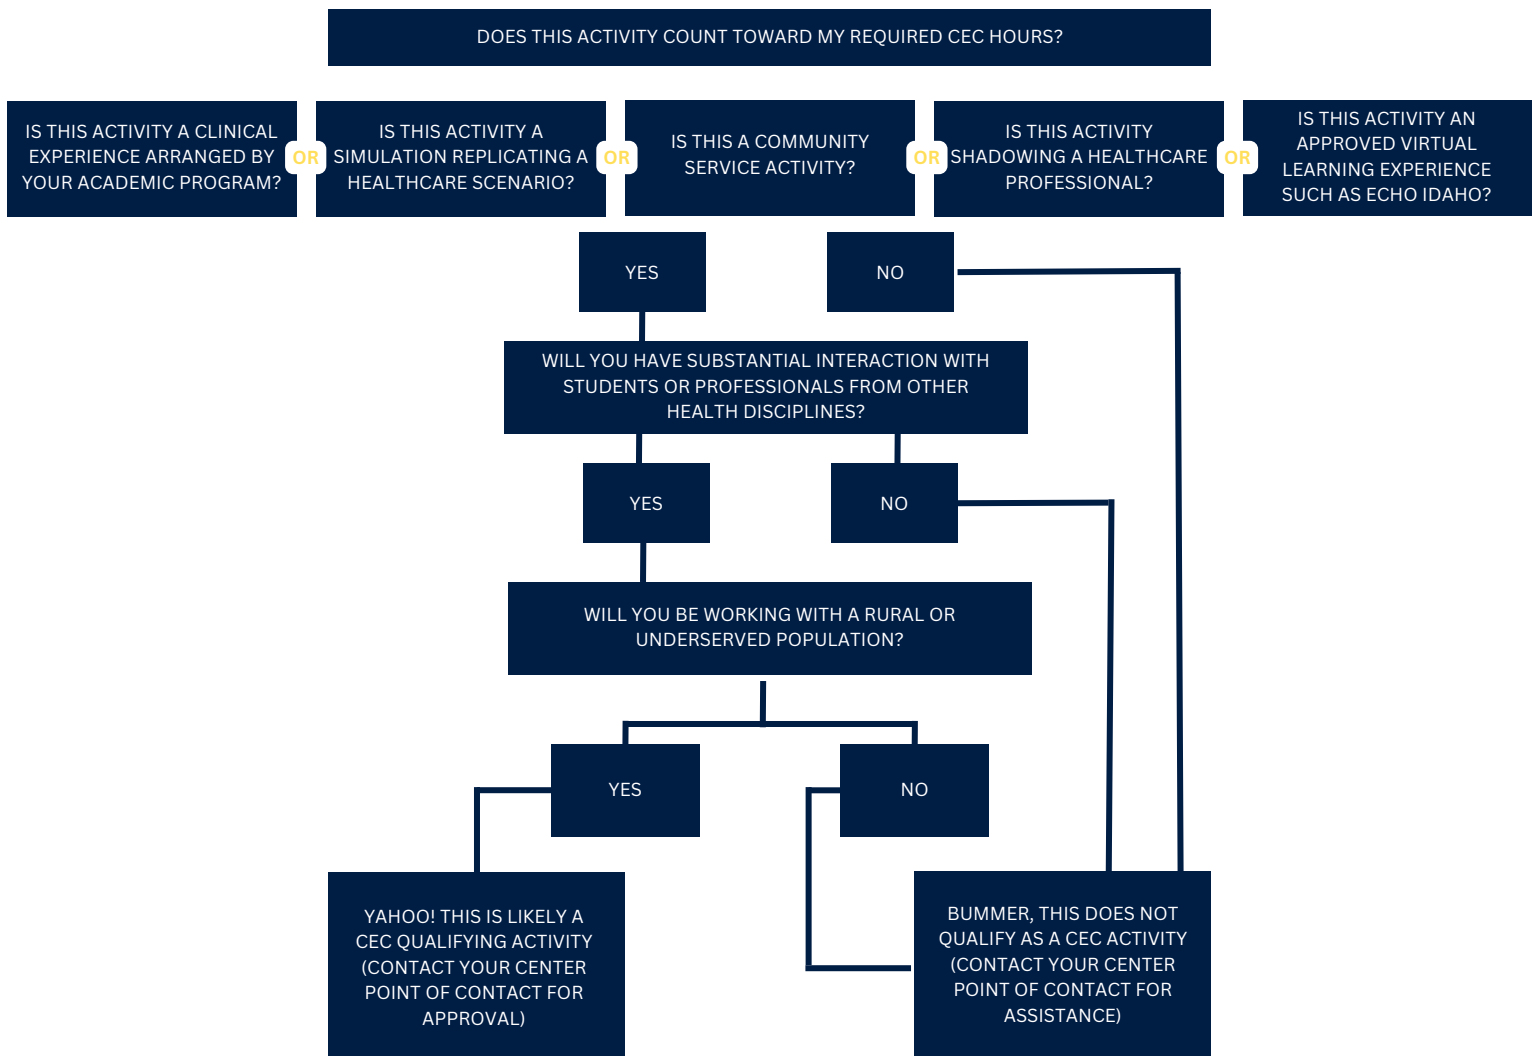 DOES THIS ACTIVITY COUNT TOWARD MY REQUIRED CEC HOURS?
IS THIS ACTIVITY A CLINICAL
EXPERIENCE ARRANGED BY
YOUR ACADEMIC PROGRAM?
OR
IS THIS ACTIVITY A
SIMULATION REPLICATING A
HEALTHCARE SCENARIO?
OR
IS THIS A COMMUNITY
SERVICE ACTIVITY?
OR
IS THIS ACTIVITY
SHADOWING A HEALTHCARE
PROFESSIONAL?
OR
IS THIS ACTIVITY AN
APPROVED VIRTUAL
LEARNING EXPERIENCE
SUCH AS ECHO IDAHO?
YES
NO
WILL YOU HAVE SUBSTANTIAL INTERACTION WITH
STUDENTS OR PROFESSIONALS FROM OTHER
HEALTH DISCIPLINES?
YES
NO
WILL YOU BE WORKING WITH A RURAL OR
UNDERSERVED POPULATION?
YES
NO
YAHOO! THIS IS LIKELY A
CEC QUALIFYING ACTIVITY
(CONTACT YOUR CENTER
POINT OF CONTACT FOR
APPROVAL)
BUMMER, THIS DOES NOT
QUALIFY AS A CEC ACTIVITY
(CONTACT YOUR CENTER
POINT OF CONTACT FOR
ASSISTANCE)